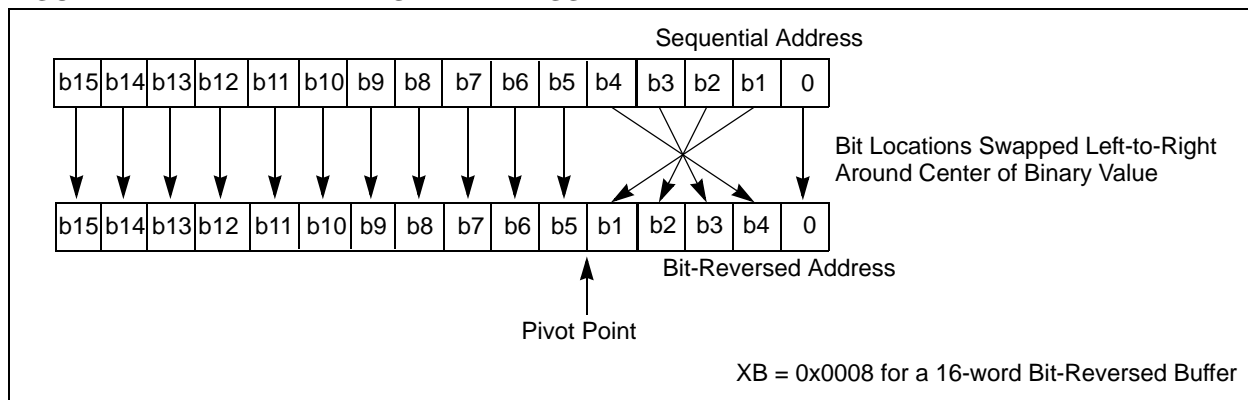 Sequential Address
b15 b14 b13 b12 b11 b10 b9 b8 b7 b6 b5 b4 b3 b2 b1 0
Bit Locations Swapped Left-to-Right
Around Center of Binary Value
b15 b14 b13 b12 b11 b10 b9 b8 b7 b6 b5 b1 b2 b3 b4 0
Bit-Reversed Address
Pivot Point
XB = 0x0008 for a 16-word Bit-Reversed Buffer